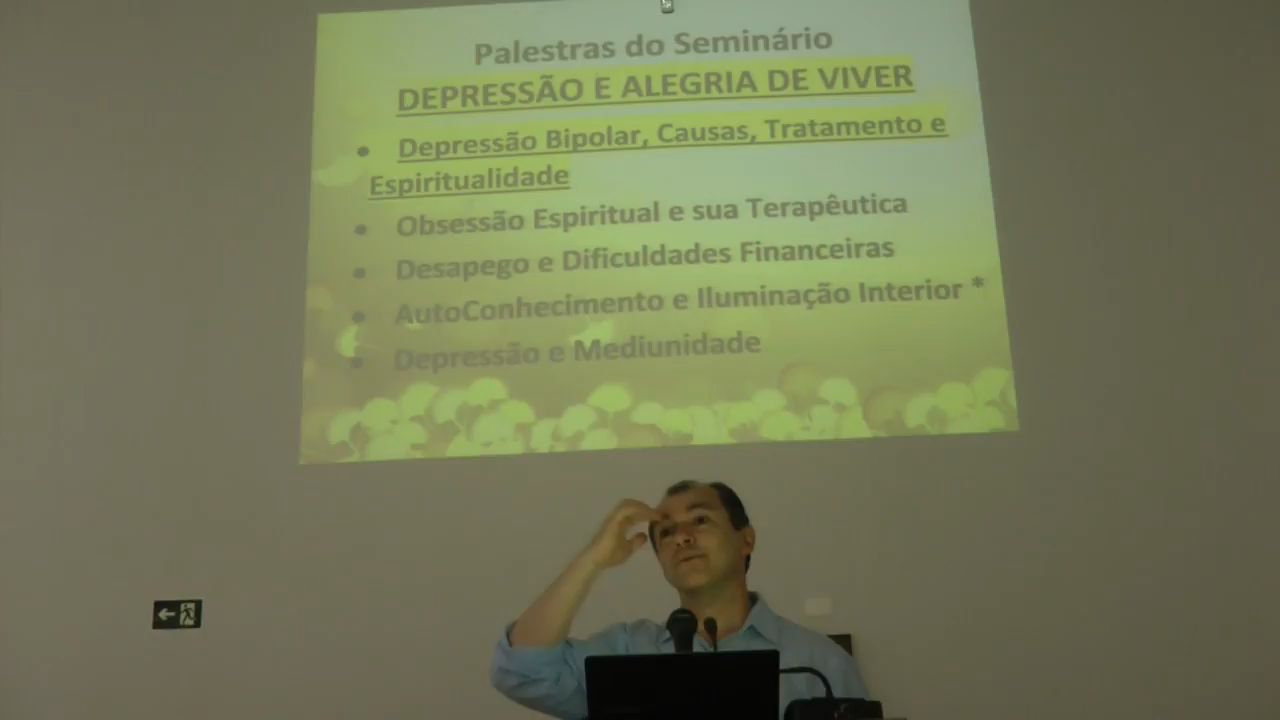 Palestras do Seminário
DEPRESSÃO E ALEGRIA DE VIVER
• Depressão Bipolar, Causas, Tratamento e
Espiritualidade
• Obsessão Espiritual e sua Terapêutica
• Desapego e Dificuldades Financeiras
• AutoConhecimento e Iluminação Interior *
• Depressão e Mediunidade